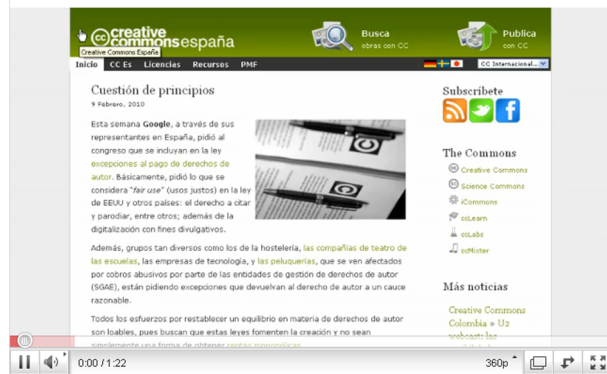 creative
commons españa
Creative Commons España
Busca
obras con CC
Publica
con CC
Inicio CC Es Licencias Recursos PMF
CC Internacional...
Cuestión de principios
9 Febrero, 2010
Esta semana Google, a través de sus
representantes en España, pidió al
congreso que se incluyan en la ley
excepciones al pago de derechos de
autor. Básicamente, pidió lo que se
considera "fair use" (usos justos) en la ley
de EEUU y otros países: el derecho a citar
y parodiar, entre otros; además de la
digitalización con fines divulgativos.
Además, grupos tan diversos como los de la hostelería, las compañías de teatro de
las escuelas, las empresas de tecnología, y las peluquerías, que se ven afectados
por cobros abusivos por parte de las entidades de gestión de derechos de autor
(SGAE), están pidiendo excepciones que devuelvan al derecho de autor a un cauce
razonable.
Todos los esfuerzos por restablecer un equilibrio en materia de derechos de autor
son loables, pues buscan que estas leyes fomenten la creación y no sean
simplemente una forma de obtener rentas monopólicas.
Subscríbete
The Commons
Creative Commons
Science Commons
iCommons
ccLearn
ccLabs
ccMixter
Más noticias
Creative Commons
Colombia » U2
webcast: las
0:00 / 1:22
360p